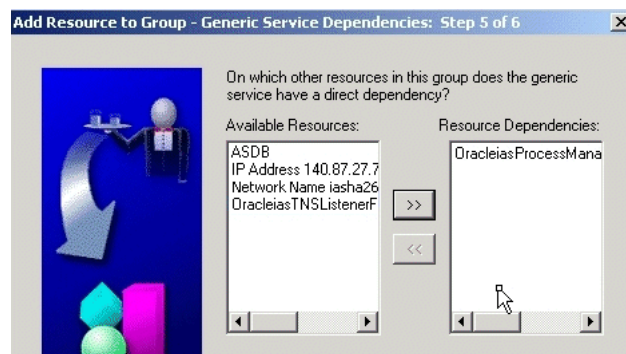 Add Resource to Group - Generic Service Dependencies: Step 5 of 6
On which other resources in this group does the generic
service have a direct dependency?
Available Resources:
Resource Dependencies:
ASDB
IP Address 140.87.27.7
Network Name iasha26
OracleiasTNSListenerF
OracleiasProcessMana
>>
<<